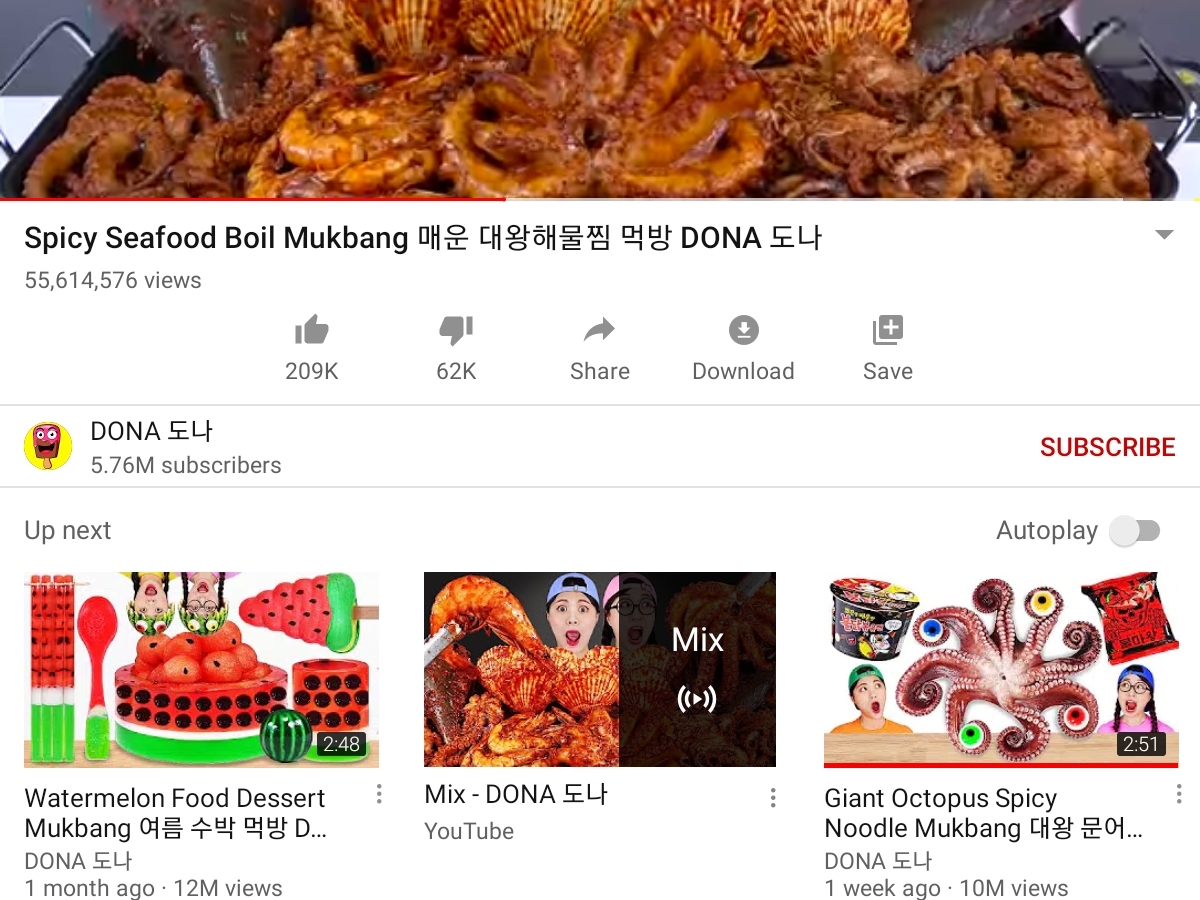 Spicy Seafood Boil Mukbang 매운 대왕해물찜 먹방 DONA 도나
55,614,576 views
209K
62K
Share
Download
Save
DONA 도나
5.76M subscribers
SUBSCRIBE
Up next
Autoplay
2:48
Mix
2:51
Watermelon Food Dessert
Mukbang 여름 수박 먹방 D...
DONA 도나
1 month ago · 12M views
Mix - DONA 도나
YouTube
Giant Octopus Spicy
Noodle Mukbang 대왕 문어...
DONA 도나
1 week ago · 10M views